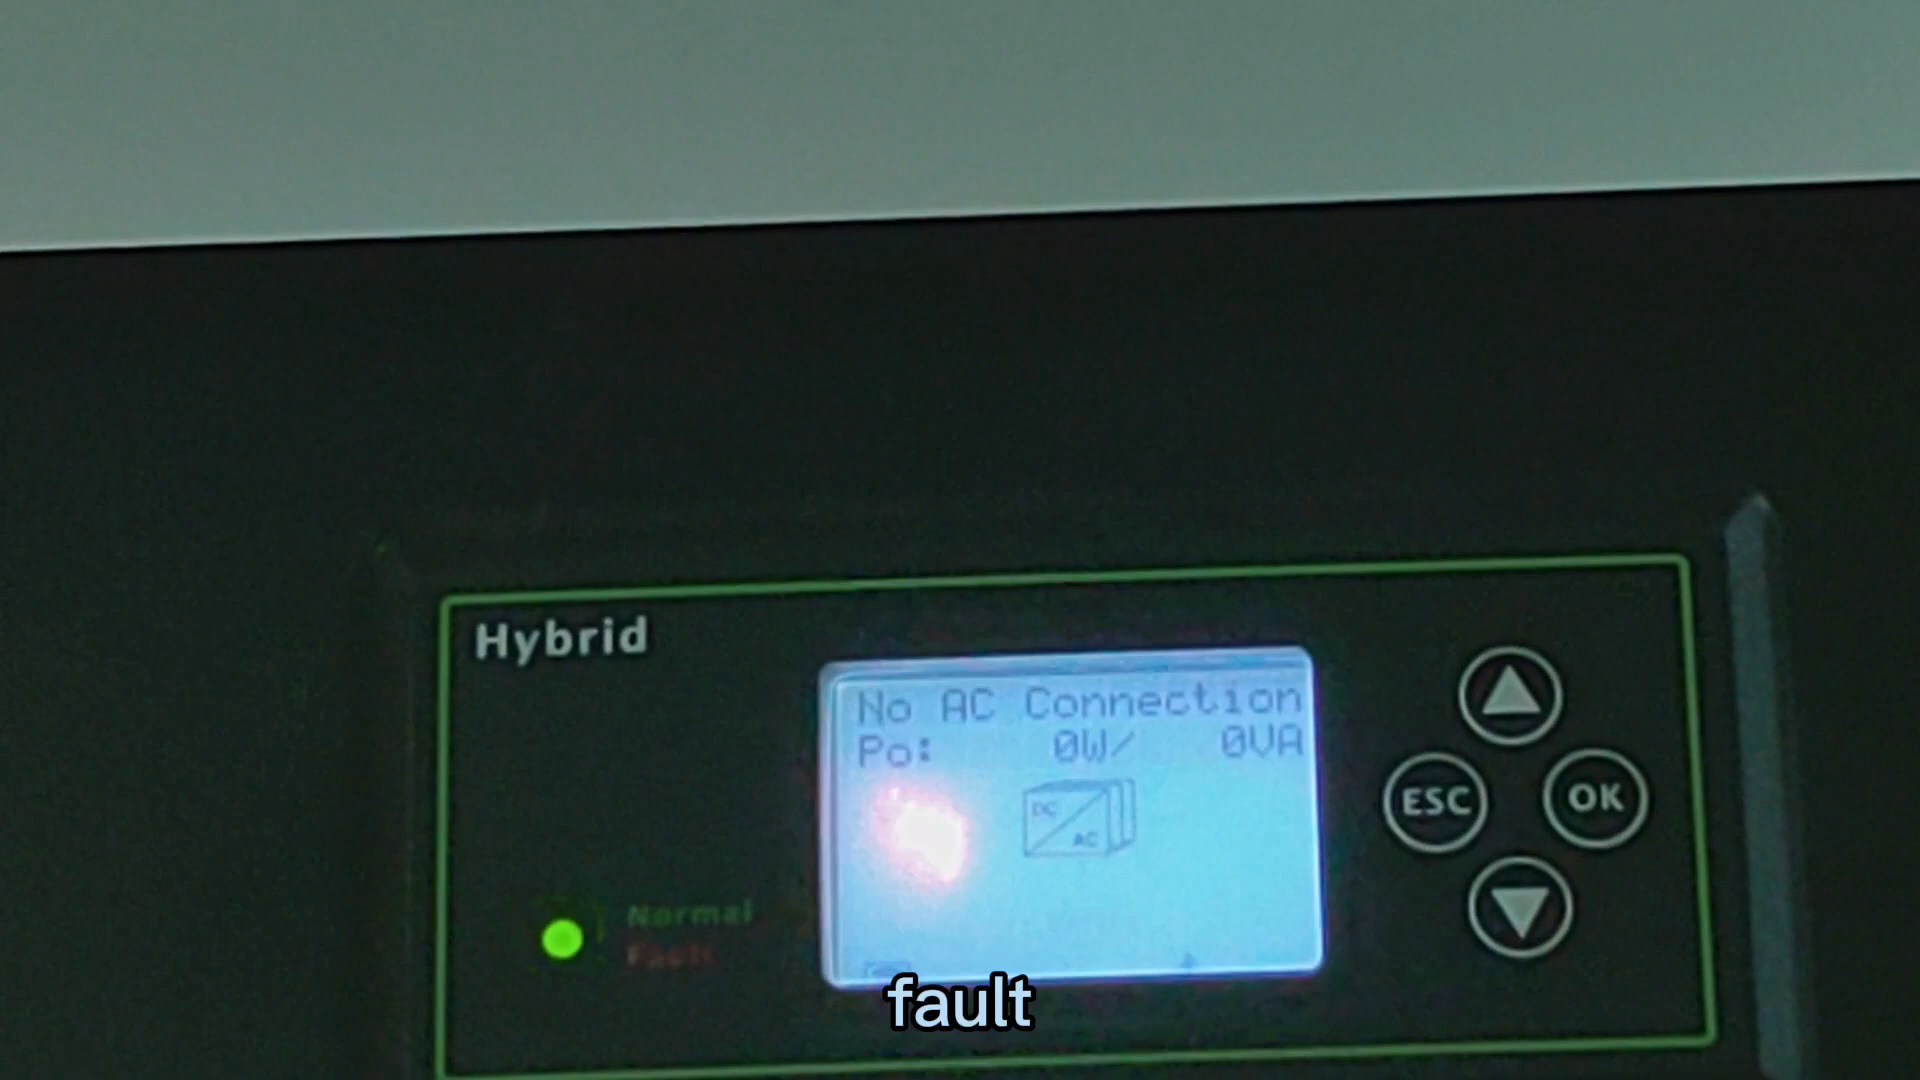 Hybrid
No AC Connection
Po: 0W/ 0VA
DC
AC
ESC
OK
Normal
Fault
fault